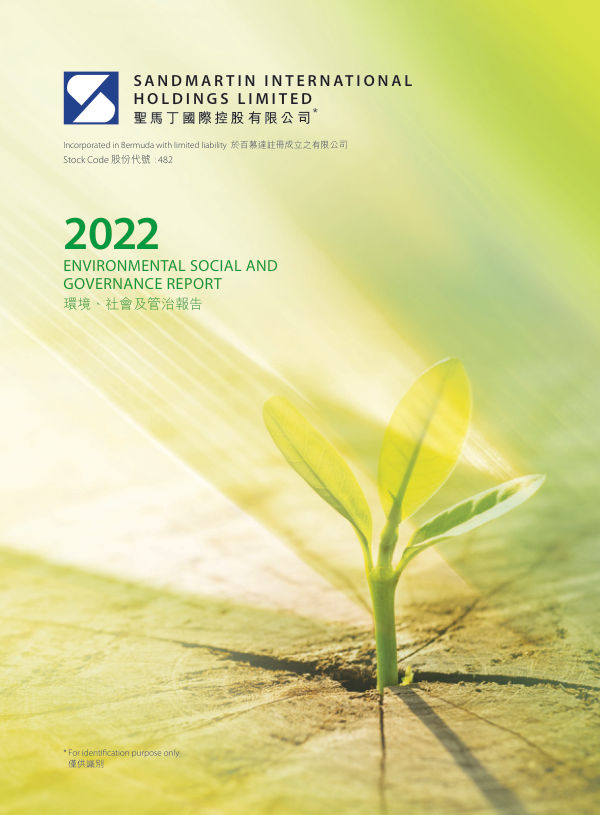 SANDMARTIN INTERNATIONAL
HOLDINGS LIMITED
聖馬丁國際控股有限公司*
Incorporated in Bermuda with limited liability 於百慕達註冊成立之有限公司
Stock Code 股份代號 : 482
2022
ENVIRONMENTAL SOCIAL AND
GOVERNANCE REPORT
環境、社會及管治報告
* For identification purpose only
僅供識別